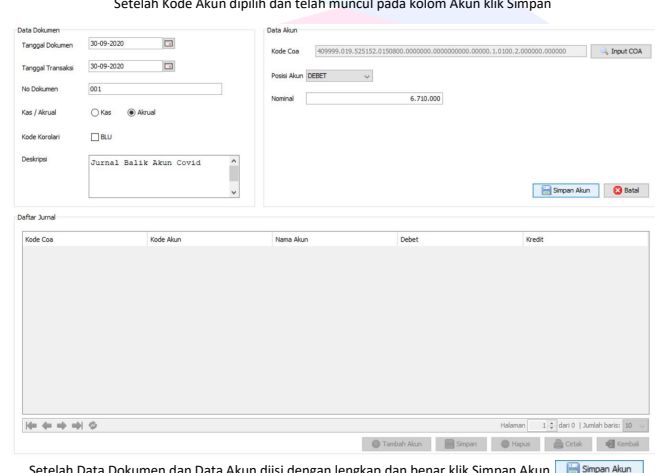 Setelah Kode Akun dipilih dan telah muncul pada kolom Akun klik Simpan
Data Dokumen
Tanggal Dokumen 30-09-2020
Tanggal Transaksi 30-09-2020
No Dokumen 001
Kas / Akrual Kas Akrual
Kode Korolari BLU
Deskripsi Jurnal Balik Akun Covid
Data Akun
Kode Coa 409999.019.525152.0150800.0000000.0000000000.00000.1.0100.2.000000.000000 Input COA
Posisi Akun DEBET
Nominal 6.710.000
Simpan Akun Batal
Daftar Jurnal
Kode Coa Kode Akun Nama Akun Debet Kredit
Halaman 1 dari 0 | Jumlah baris: 10
Tambah Akun Simpan Hapus Cetak Kembali
Setelah Data Dokumen dan Data Akun diisi dengan lengkap dan benar klik Simpan Akun Simpan Akun